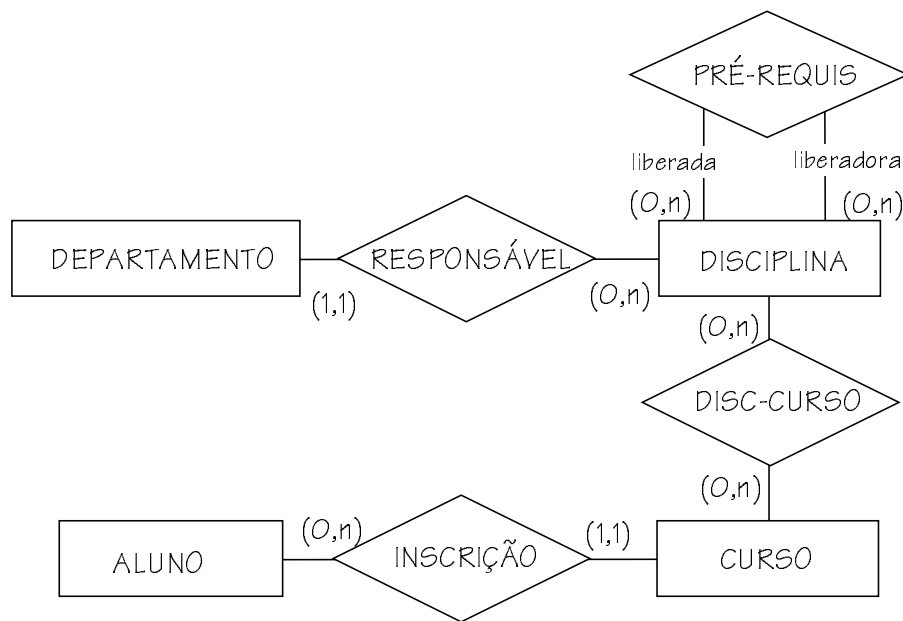 PRÉ-REQUIS
liberada
liberadora
(0,n)
(0,n)
DEPARTAMENTO
RESPONSÁVEL
DISCIPLINA
(1,1)
(0,n)
(0,n)
DISC-CURSO
(0,n)
(0,n)
(1,1)
ALUNO
INSCRIÇÃO
CURSO